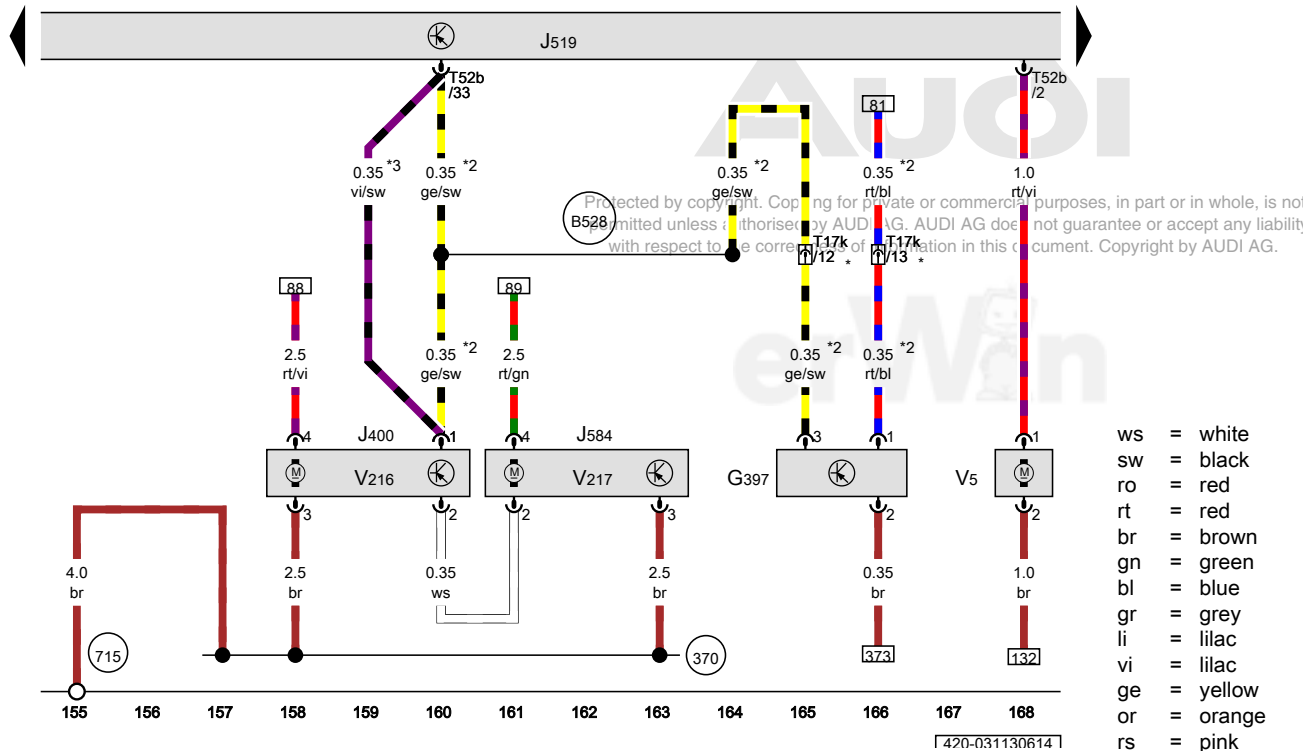 J519
T52b
/33
T52b
/2
AUDI
81
0.35 *3
vi/sw
0.35 *2
ge/sw
0.35 *2
ge/sw
0.35 *2
rt/bl
1.0
rt/vi
B528
T17k
/12 *
T17k
/13 *
88
89
2.5
rt/vi
0.35 *2
ge/sw
2.5
rt/gn
0.35 *2
ge/sw
0.35 *2
rt/bl
erWin
4
J400
1
4
J584
3
1
1
V216
V217
G397
V5
3
2
2
3
2
2
4.0
br
2.5
br
0.35
ws
2.5
br
0.35
br
1.0
br
715
370
373
132
155 156 157 158 159 160 161 162 163 164 165 166 167 168
420-031130614
ws = white
sw = black
ro = red
rt = red
br = brown
gn = green
bl = blue
gr = grey
li = lilac
vi = lilac
ge = yellow
or = orange
rs = pink